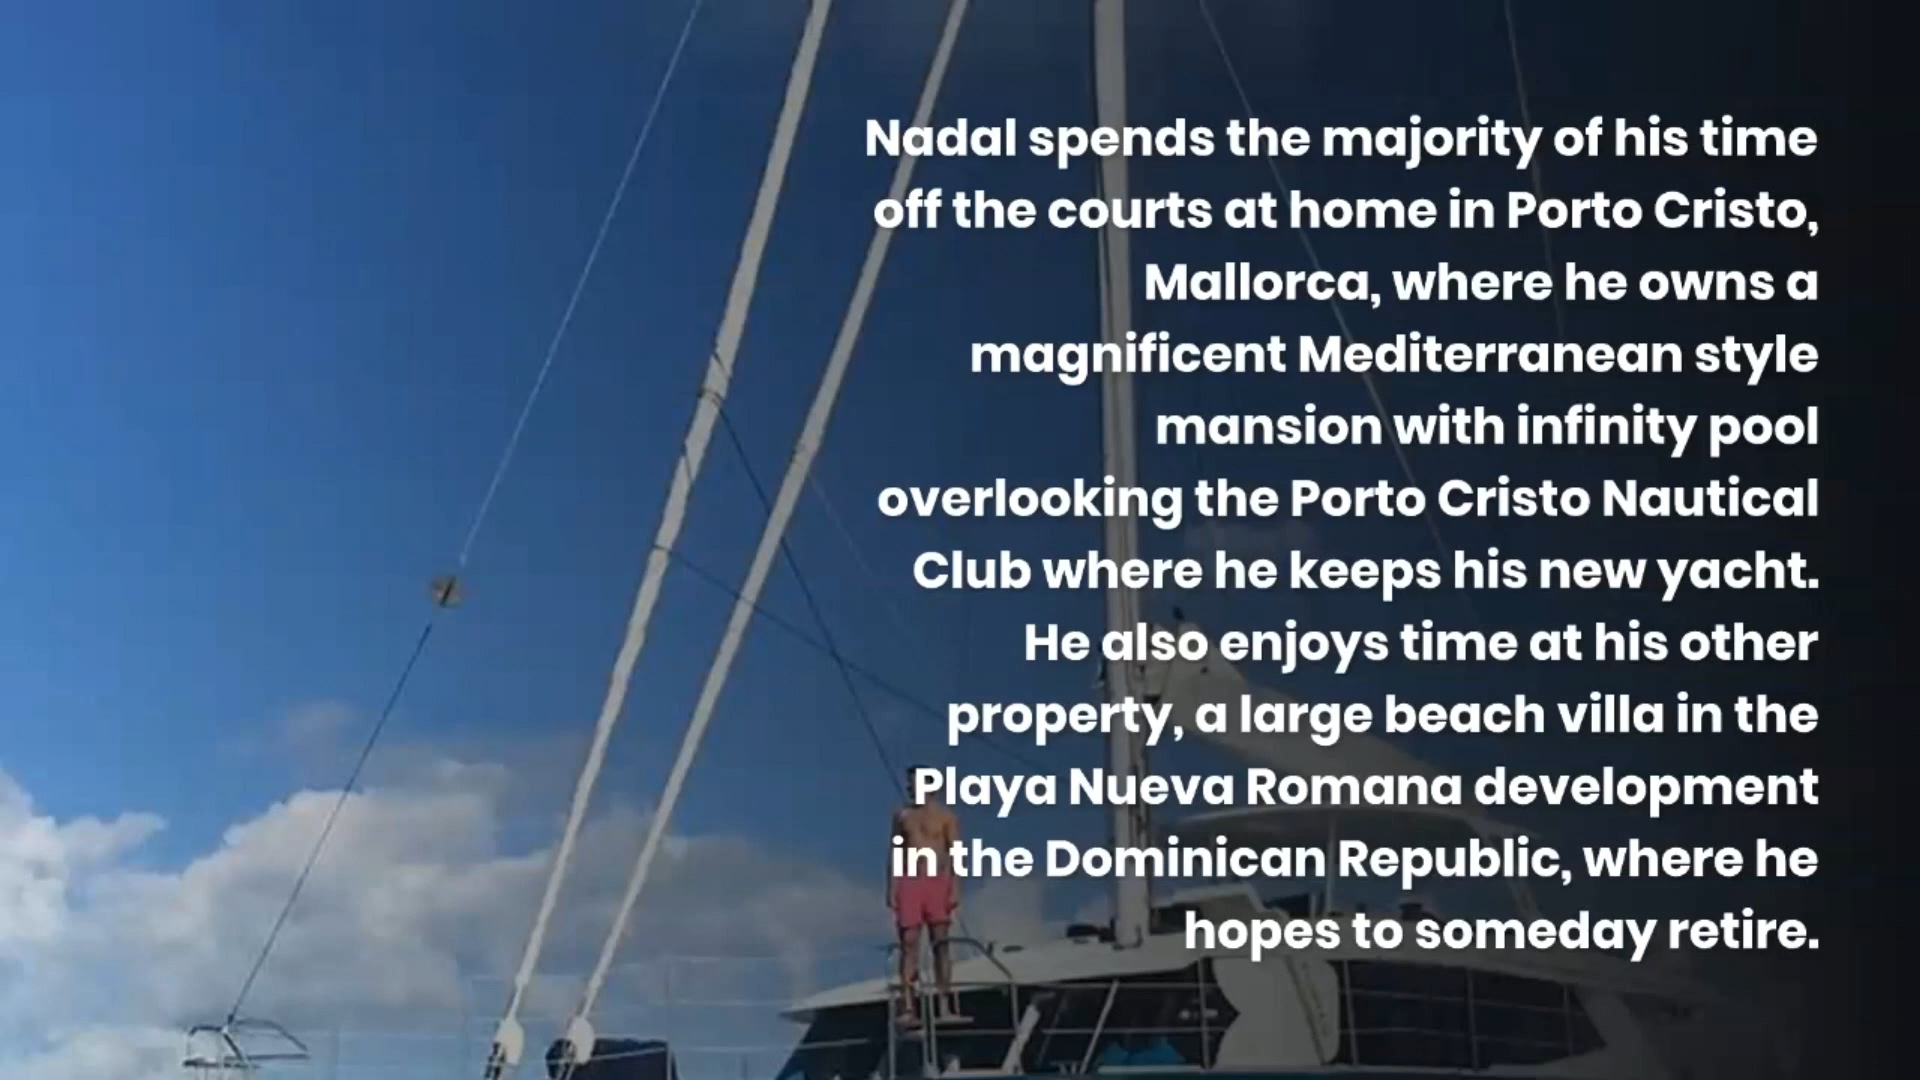 Nadal spends the majority of his time
off the courts at home in Porto Cristo,
Mallorca, where he owns a
magnificent Mediterranean style
mansion with infinity pool
overlooking the Porto Cristo Nautical
Club where he keeps his new yacht.
He also enjoys time at his other
property, a large beach villa in the
Playa Nueva Romana development
in the Dominican Republic, where he
hopes to someday retire.